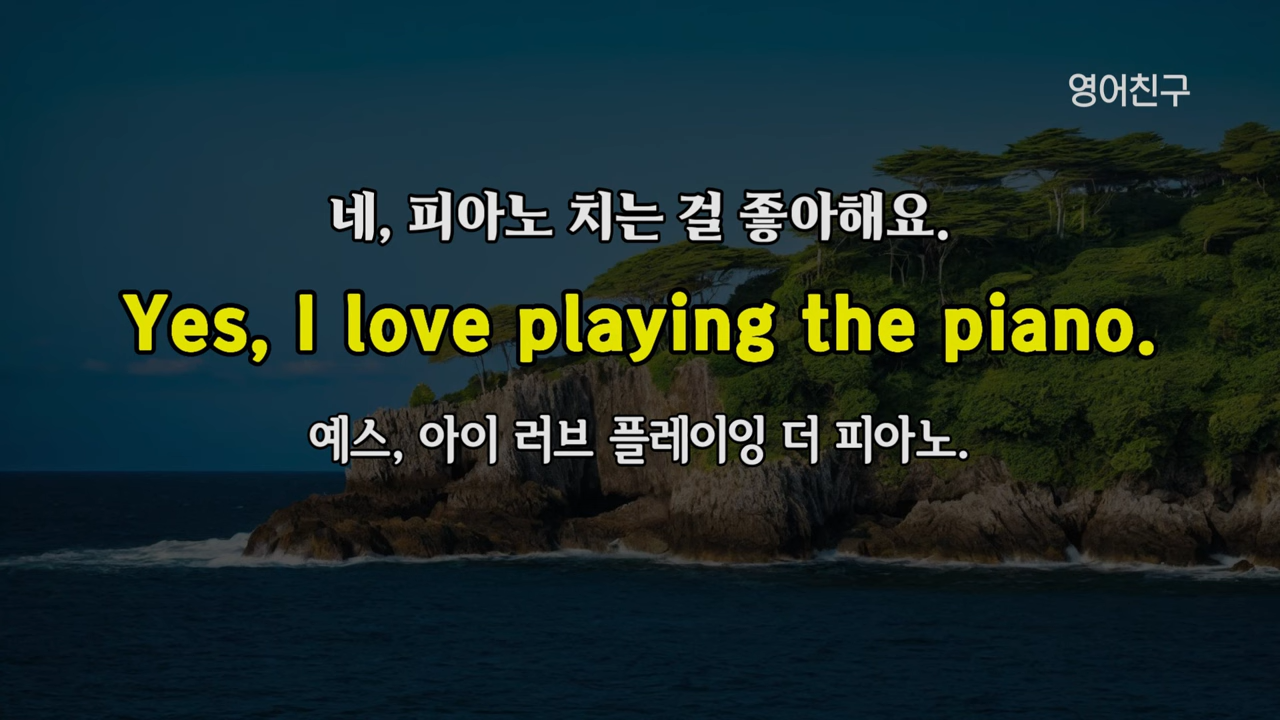 영어친구
네, 피아노 치는 걸 좋아해요.
Yes, I love playing the piano.
예스, 아이 러브 플레이잉 더 피아노.